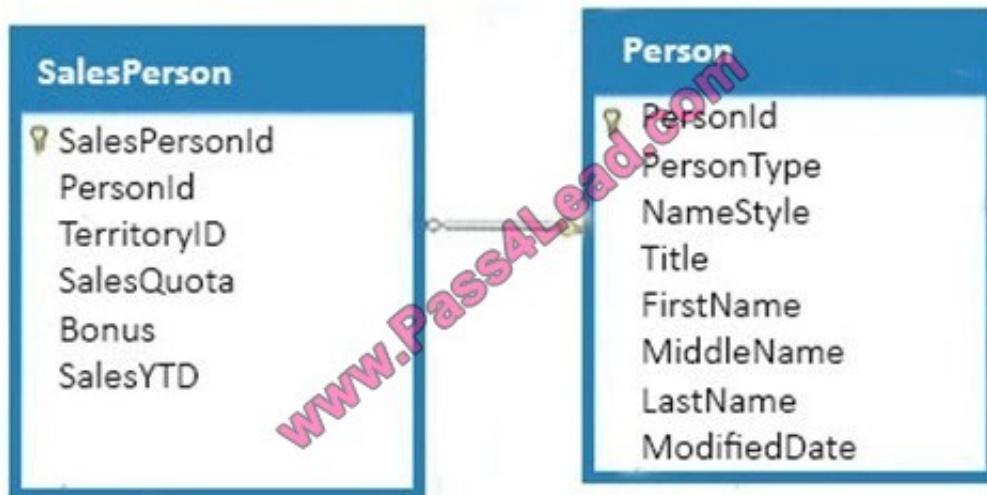 SalesPerson
SalesPersonId
PersonId
TerritoryID
SalesQuota
Bonus
SalesYTD
Person
PersonId
PersonType
NameStyle
Title
FirstName
MiddleName
LastName
ModifiedDate
www.Pass4Lead.com